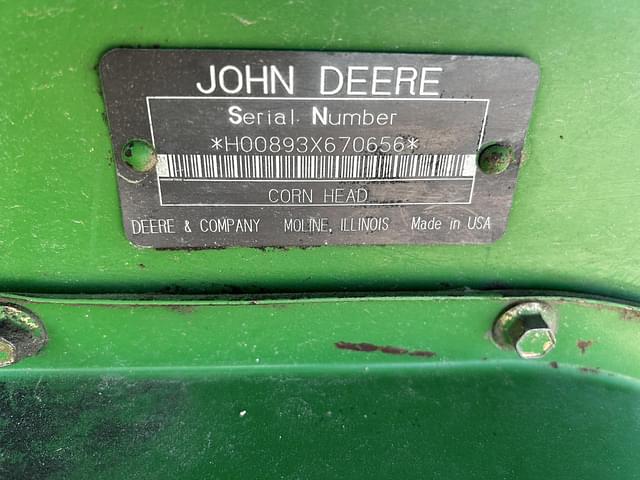 JOHN DEERE
Serial Number
*H00893X670656*
CORN HEAD
DEERE & COMPANY MOLINE, ILLINOIS Made in USA